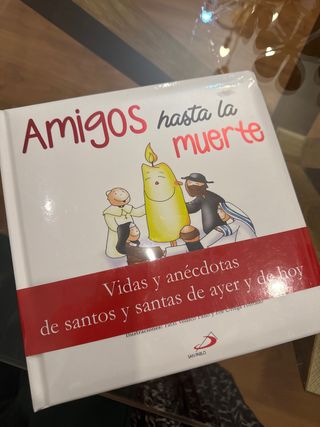 Amigos hasta la
muerte
Vidas y anécdotas
de santos y santas de ayer y de hoy
SAN PABLO